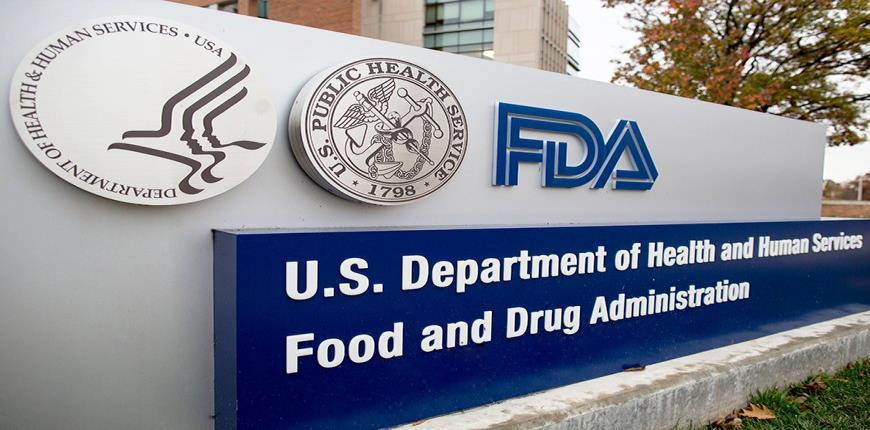 DEPARTMENT OF HEALTH & HUMAN SERVICES · USA
U.S. PUBLIC HEALTH SERVICE
1798
FDA
U.S. Department of Health and Human Services
Food and Drug Administration